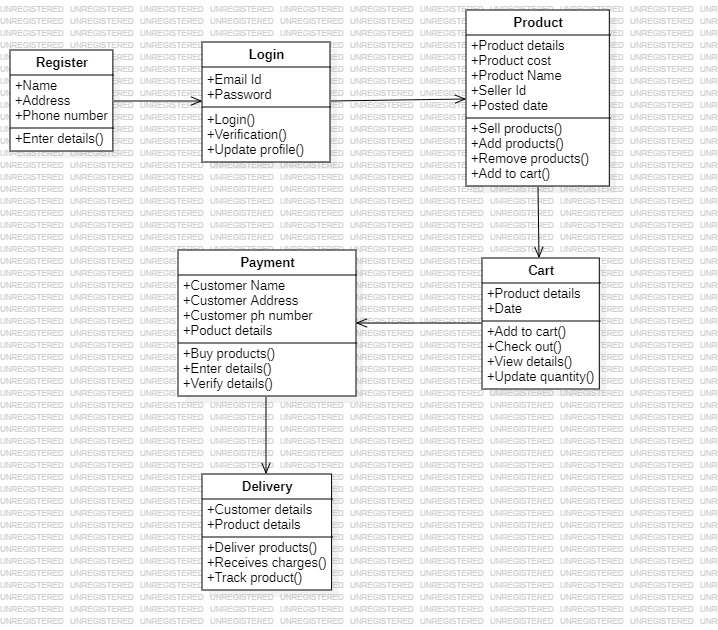 Register
+Name
+Address
+Phone number
+Enter details()
Login
+Email Id
+Password
+Login()
+Verification()
+Update profile()
Product
+Product details
+Product cost
+Product Name
+Seller Id
+Posted date
+Sell products()
+Add products()
+Remove products()
+Add to cart()
Cart
+Product details
+Date
+Add to cart()
+Check out()
+View details()
+Update quantity()
Payment
+Customer Name
+Customer Address
+Customer ph number
+Poduct details
+Buy products()
+Enter details()
+Verify details()
Delivery
+Customer details
+Product details
+Deliver products()
+Receives charges()
+Track product()
UNREGISTERED